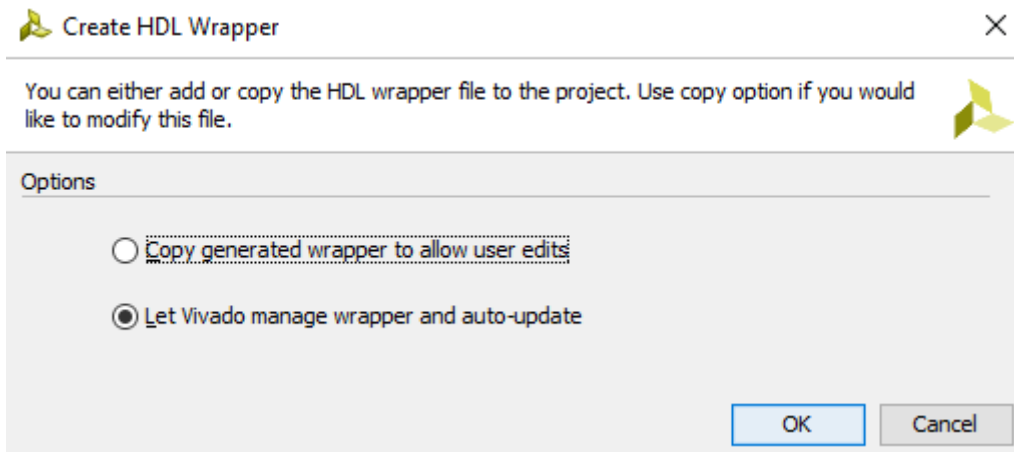 Create HDL Wrapper
You can either add or copy the HDL wrapper file to the project. Use copy option if you would
like to modify this file.
Options
Copy generated wrapper to allow user edits
Let Vivado manage wrapper and auto-update
OK Cancel